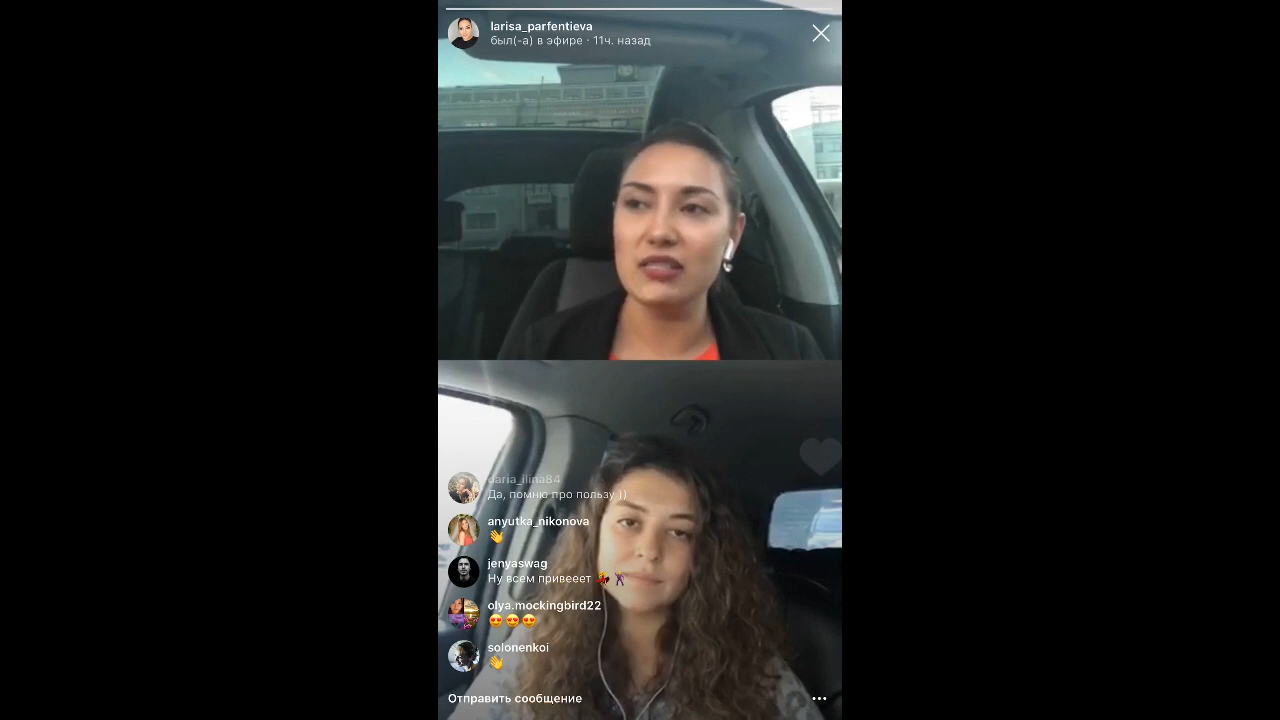 larisa_parfentieva
был(-а) в эфире · 11ч. назад
daria_ilina84
Да, помню про пользу ))
anyutka_nikonova
👋
jenyaswag
Ну всем привееет 💃🕺
olya.mockingbird22
😍😍😍
solonenkoi
👋
Отправить сообщение